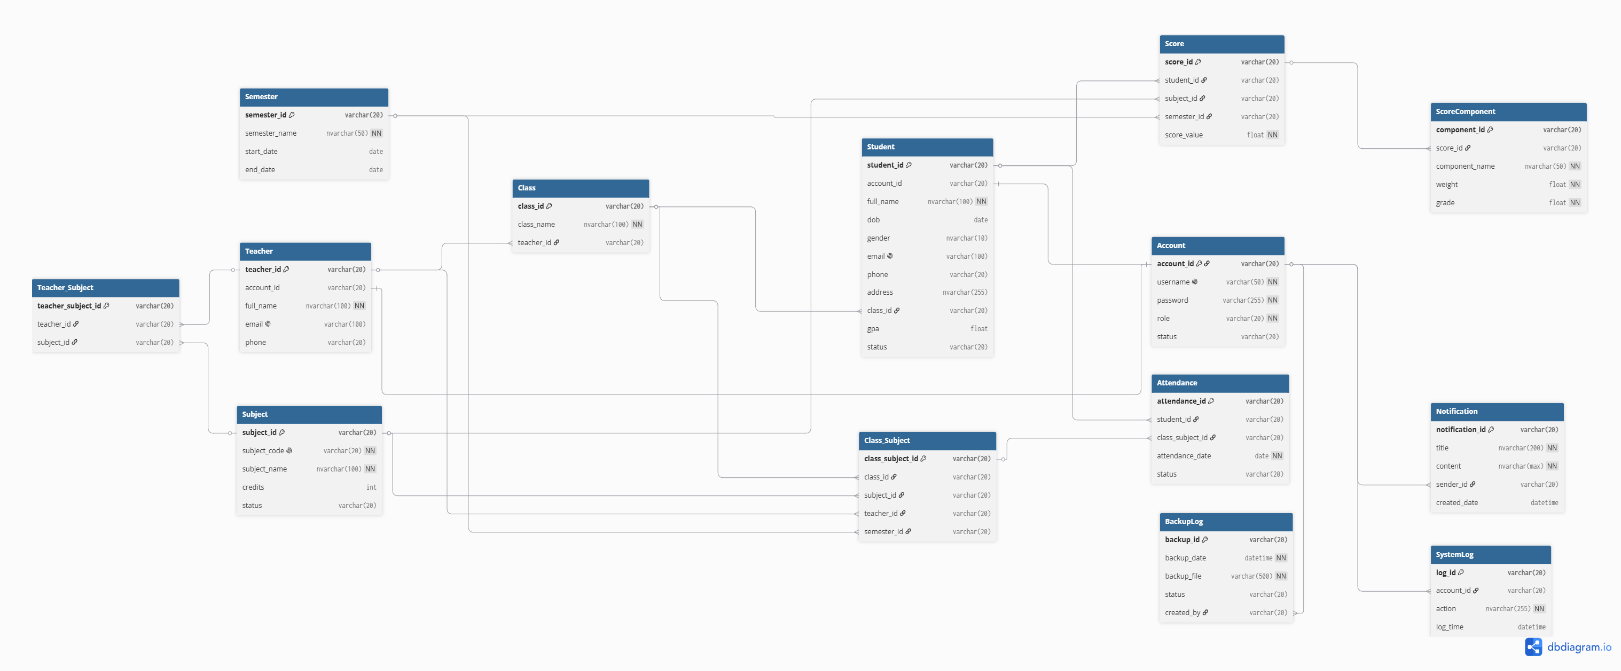 Score
score_id varchar(20)
student_id varchar(20)
subject_id varchar(20)
semester_id varchar(20)
score_value float NN
Semester
semester_id varchar(20)
semester_name nvarchar(50) NN
start_date date
end_date date
ScoreComponent
component_id varchar(20)
score_id varchar(20)
component_name nvarchar(50) NN
weight float NN
grade float NN
Student
student_id varchar(20)
account_id varchar(20)
full_name nvarchar(100) NN
dob date
gender nvarchar(10)
email varchar(100)
phone varchar(20)
address nvarchar(255)
class_id varchar(20)
gpa float
status varchar(20)
Class
class_id varchar(20)
class_name nvarchar(100) NN
teacher_id varchar(20)
Teacher
teacher_id varchar(20)
account_id varchar(20)
full_name nvarchar(100) NN
email varchar(100)
phone varchar(20)
Account
account_id varchar(20)
username varchar(50) NN
password varchar(255) NN
role varchar(20) NN
status varchar(20)
Teacher_Subject
teacher_subject_id varchar(20)
teacher_id varchar(20)
subject_id varchar(20)
Attendance
attendance_id varchar(20)
student_id varchar(20)
class_subject_id varchar(20)
attendance_date date NN
status varchar(20)
Subject
subject_id varchar(20)
subject_code varchar(20) NN
subject_name nvarchar(100) NN
credits int
status varchar(20)
Notification
notification_id varchar(20)
title nvarchar(200) NN
content nvarchar(max) NN
sender_id varchar(20)
created_date datetime
Class_Subject
class_subject_id varchar(20)
class_id varchar(20)
subject_id varchar(20)
teacher_id varchar(20)
semester_id varchar(20)
BackupLog
backup_id varchar(20)
backup_date datetime NN
backup_file varchar(500) NN
status varchar(20)
created_by varchar(20)
SystemLog
log_id varchar(20)
account_id varchar(20)
action nvarchar(255) NN
log_time datetime
dbdiagram.io